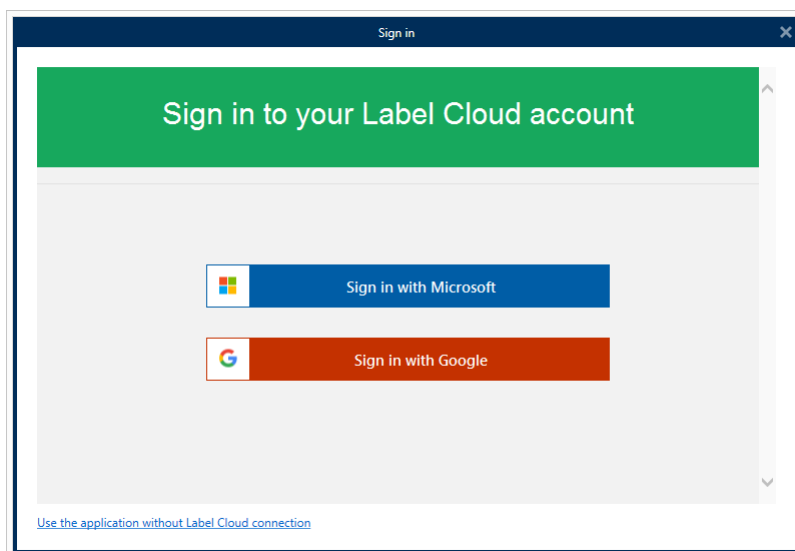 Sign in
Sign in to your Label Cloud account
Sign in with Microsoft
Sign in with Google
Use the application without Label Cloud connection